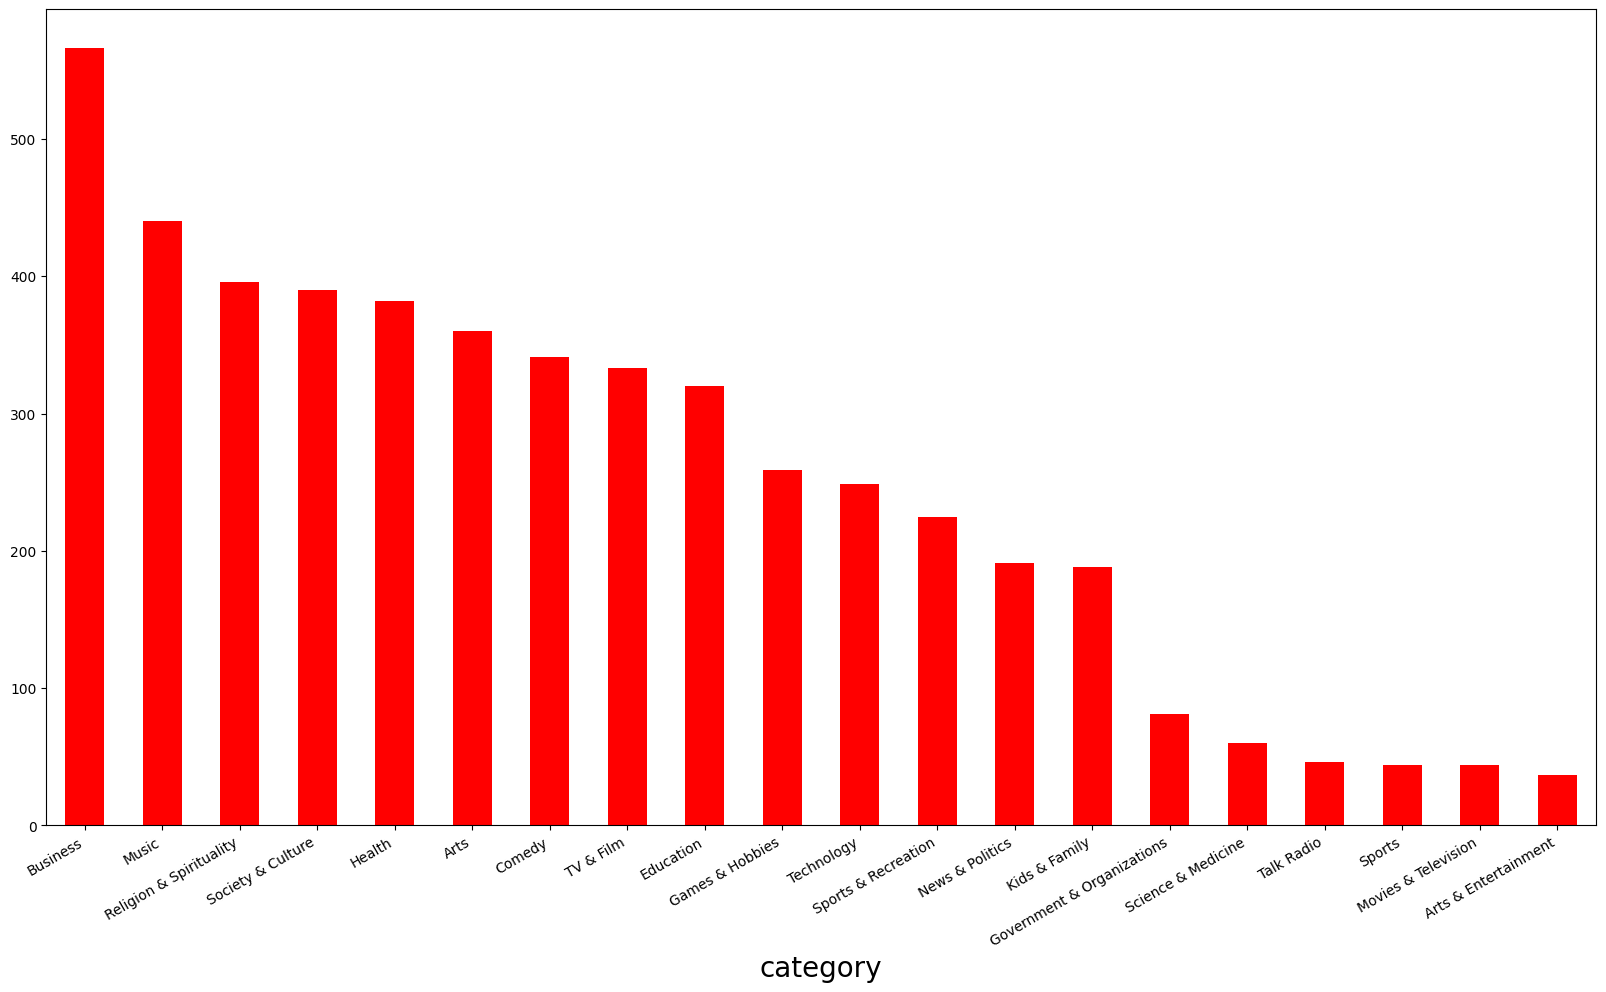 500
400
300
200
100
0
Business
Music
Religion & Spirituality
Society & Culture
Health
Arts
Comedy
TV & Film
Education
Games & Hobbies
Technology
Sports & Recreation
News & Politics
Kids & Family
Government & Organizations
Science & Medicine
Talk Radio
Sports
Movies & Television
Arts & Entertainment
category